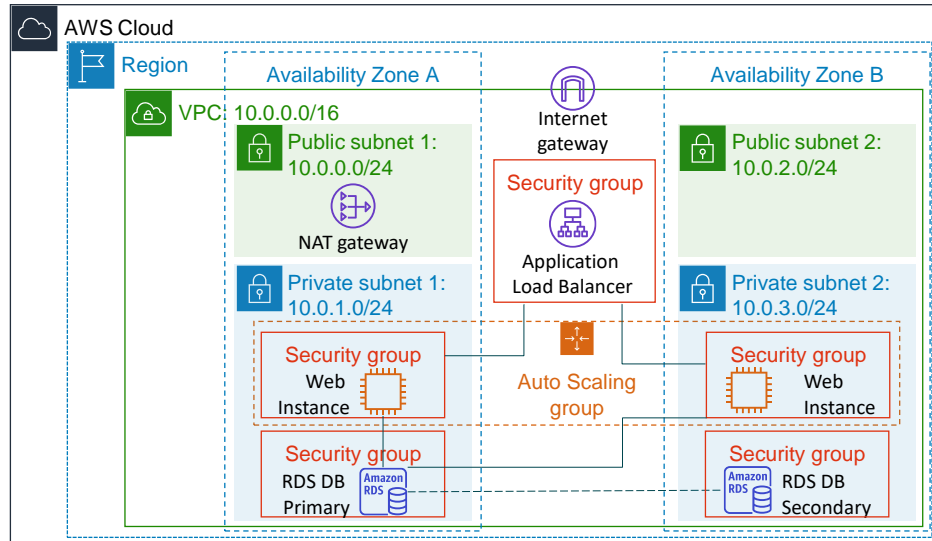 AWS Cloud
Region
Availability Zone A
Availability Zone B
VPC: 10.0.0.0/16
Internet
gateway
Public subnet 1:
10.0.0.0/24
NAT gateway
Public subnet 2:
10.0.2.0/24
Security group
Application
Load Balancer
Private subnet 1:
10.0.1.0/24
Private subnet 2:
10.0.3.0/24
Security group
Web
Instance
Auto Scaling
group
Security group
Web
Instance
Security group
RDS DB
Primary
Amazon
RDS
Security group
Amazon
RDS
RDS DB
Secondary